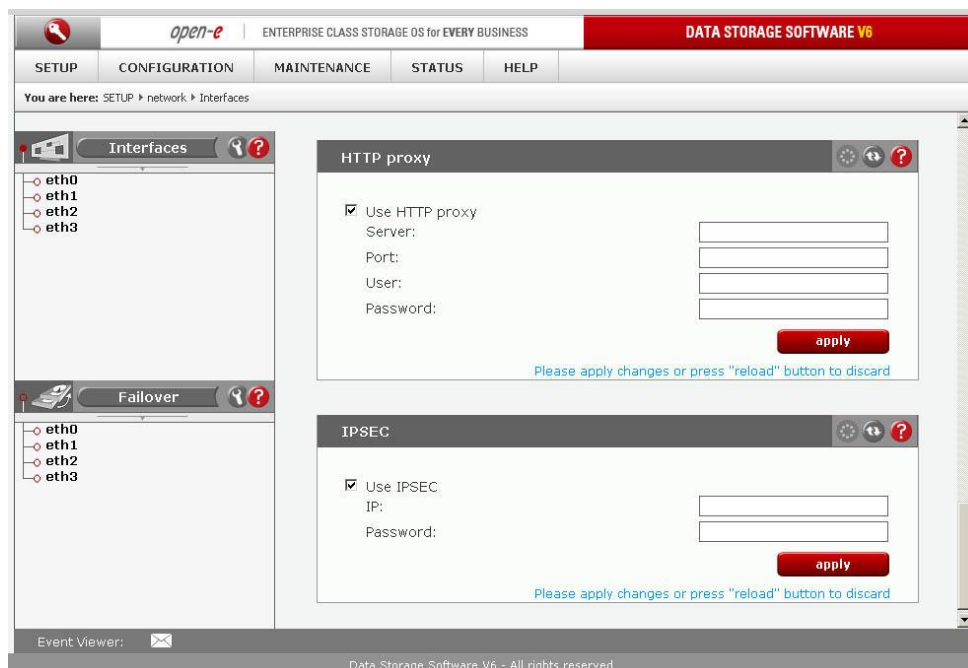 open-e ENTERPRISE CLASS STORAGE OS for EVERY BUSINESS DATA STORAGE SOFTWARE V6
SETUP CONFIGURATION MAINTENANCE STATUS HELP
You are here: SETUP network Interfaces
Interfaces
eth0
eth1
eth2
eth3
Failover
eth0
eth1
eth2
eth3
HTTP proxy
Use HTTP proxy
Server:
Port:
User:
Password:
apply
Please apply changes or press "reload" button to discard
IPSEC
Use IPSEC
IP:
Password:
apply
Please apply changes or press "reload" button to discard
Event Viewer:
Data Storage Software V6 - All rights reserved